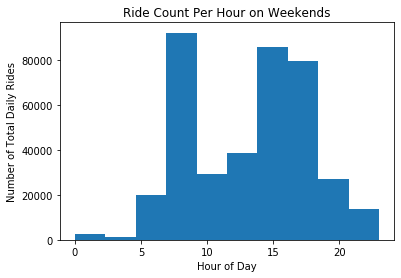 Ride Count Per Hour on Weekends
Number of Total Daily Rides
80000
60000
40000
20000
0
0 5 10 15 20
Hour of Day